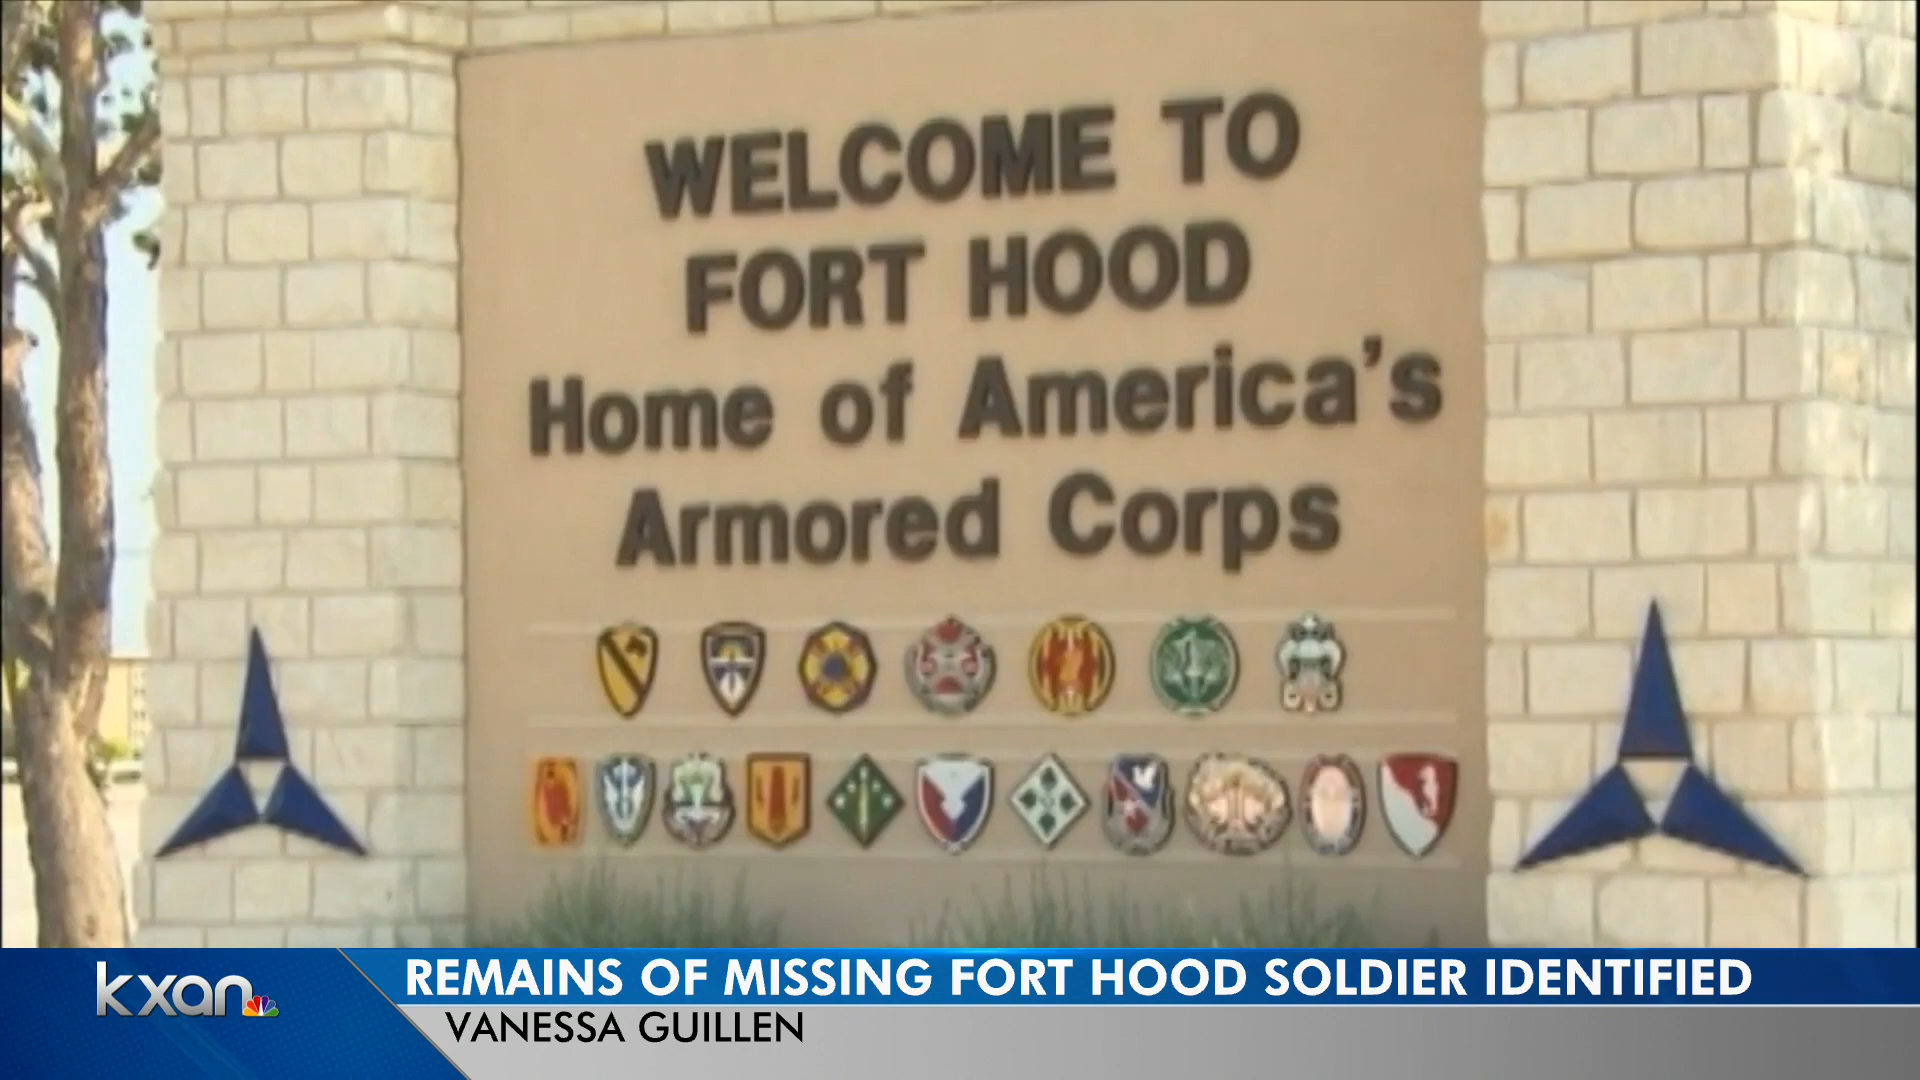 WELCOME TO
FORT HOOD
Home of America's
Armored Corps
kxan
REMAINS OF MISSING FORT HOOD SOLDIER IDENTIFIED
VANESSA GUILLEN